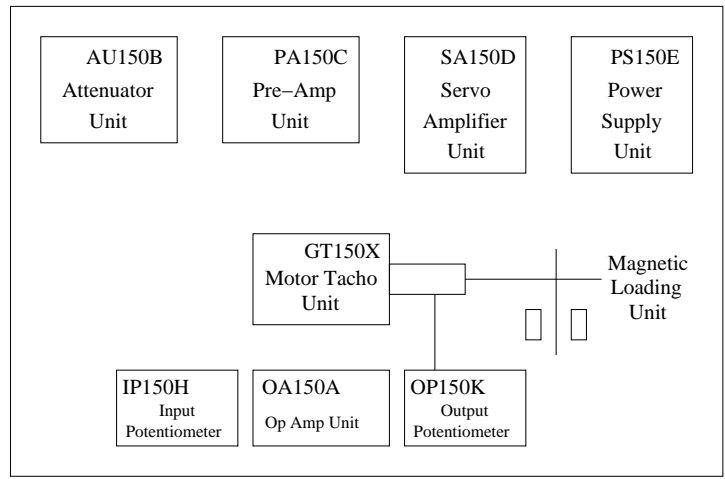 AU150B
Attenuator
Unit
PA150C
Pre−Amp
Unit
SA150D
Servo
Amplifier
Unit
PS150E
Power
Supply
Unit
GT150X
Motor Tacho
Unit
Magnetic
Loading
Unit
IP150H
Input
Potentiometer
OA150A
Op Amp Unit
OP150K
Output
Potentiometer